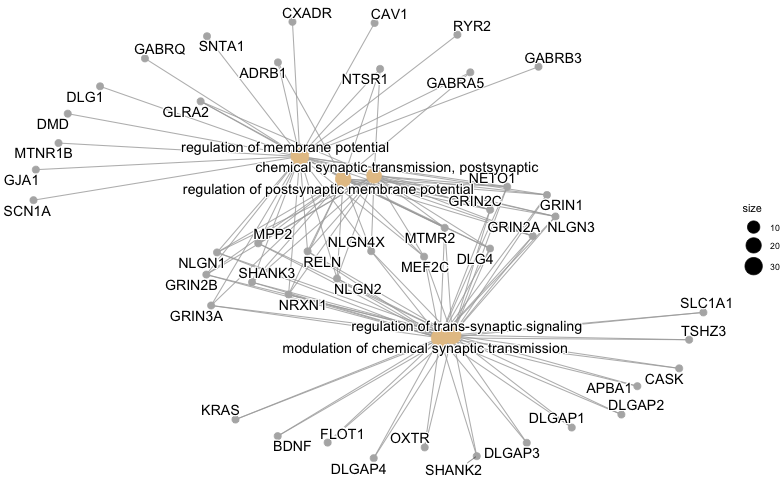 CXADR
CAV1
RYR2
GABRQ
SNTA1
GABRB3
ADRB1
NTSR1
GABRA5
DLG1
GLRA2
DMD
MTNR1B
GJA1
SCN1A
regulation of membrane potential
chemical synaptic transmission, postsynaptic
regulation of postsynaptic membrane potential
NETO1
GRIN2C
GRIN1
GRIN2A
NLGN3
MPP2
NLGN4X
MTMR2
NLGN1
RELN
MEF2C
DLG4
GRIN2B
SHANK3
NLGN2
GRIN3A
NRXN1
size
10
20
30
SLC1A1
regulation of trans-synaptic signaling
TSHZ3
modulation of chemical synaptic transmission
CASK
APBA1
DLGAP2
KRAS
DLGAP1
BDNF
FLOT1
OXTR
DLGAP3
DLGAP4
SHANK2